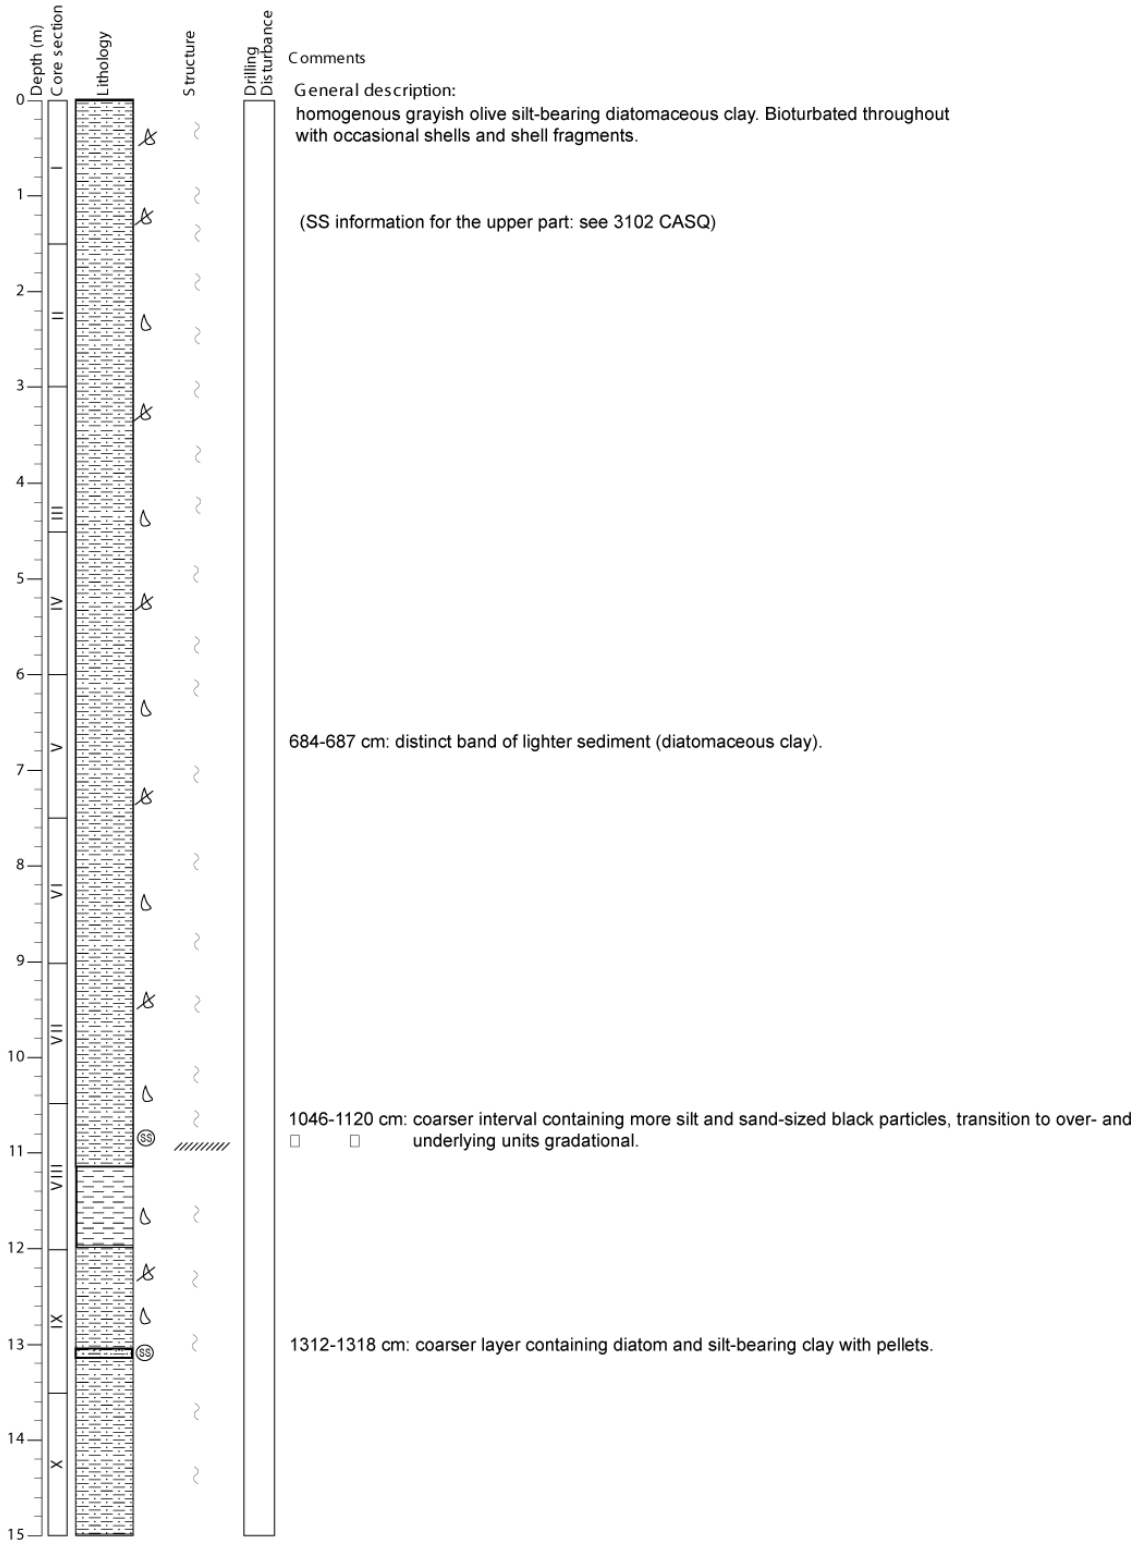 Depth (m)
Core section
Lithology
Structure
Drilling
Disturbance
Comments
General description:
0
homogenous grayish olive silt-bearing diatomaceous clay. Bioturbated throughout
with occasional shells and shell fragments.
I
1
(SS information for the upper part: see 3102 CASQ)
2
II
3
4
III
5
IV
6
684-687 cm: distinct band of lighter sediment (diatomaceous clay).
V
7
8
VI
9
VII
10
1046-1120 cm: coarser interval containing more silt and sand-sized black particles, transition to over- and
underlying units gradational.
SS
11
VIII
12
IX
13
1312-1318 cm: coarser layer containing diatom and silt-bearing clay with pellets.
SS
14
X
15